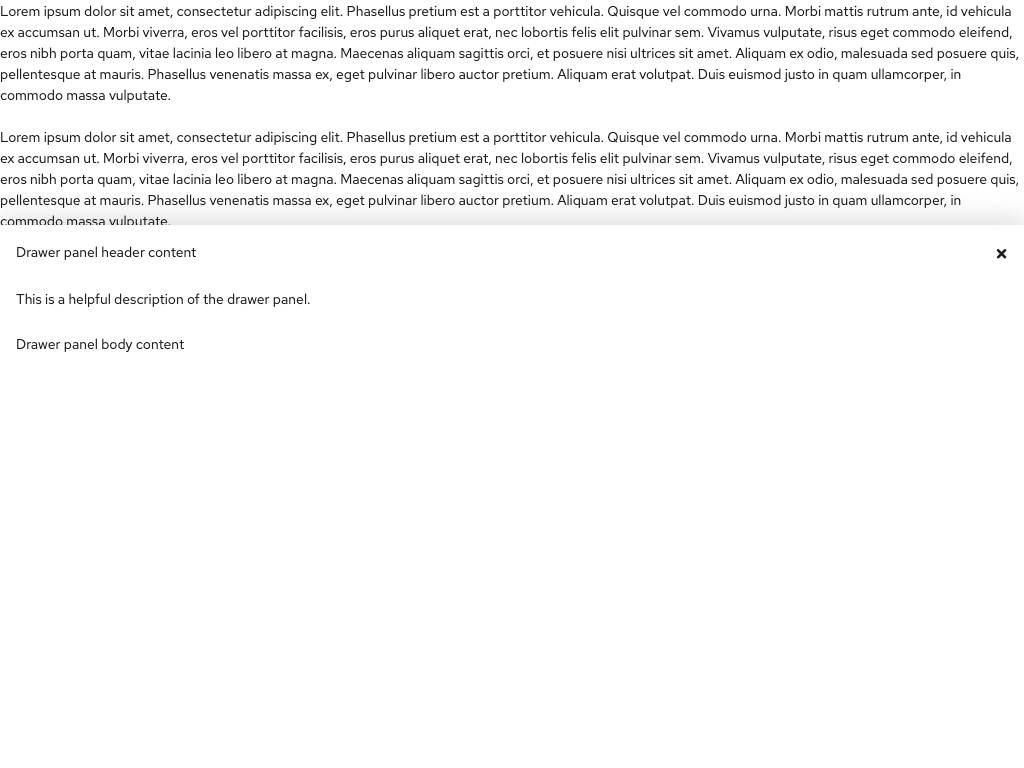 Lorem ipsum dolor sit amet, consectetur adipiscing elit. Phasellus pretium est a porttitor vehicula. Quisque vel commodo urna. Morbi mattis rutrum ante, id vehicula
ex accumsan ut. Morbi viverra, eros vel porttitor facilisis, eros purus aliquet erat, nec lobortis felis elit pulvinar sem. Vivamus vulputate, risus eget commodo eleifend,
eros nibh porta quam, vitae lacinia leo libero at magna. Maecenas aliquam sagittis orci, et posuere nisi ultrices sit amet. Aliquam ex odio, malesuada sed posuere quis,
pellentesque at mauris. Phasellus venenatis massa ex, eget pulvinar libero auctor pretium. Aliquam erat volutpat. Duis euismod justo in quam ullamcorper, in
commodo massa vulputate.
Lorem ipsum dolor sit amet, consectetur adipiscing elit. Phasellus pretium est a porttitor vehicula. Quisque vel commodo urna. Morbi mattis rutrum ante, id vehicula
ex accumsan ut. Morbi viverra, eros vel porttitor facilisis, eros purus aliquet erat, nec lobortis felis elit pulvinar sem. Vivamus vulputate, risus eget commodo eleifend,
eros nibh porta quam, vitae lacinia leo libero at magna. Maecenas aliquam sagittis orci, et posuere nisi ultrices sit amet. Aliquam ex odio, malesuada sed posuere quis,
pellentesque at mauris. Phasellus venenatis massa ex, eget pulvinar libero auctor pretium. Aliquam erat volutpat. Duis euismod justo in quam ullamcorper, in
commodo massa vulputate.
Drawer panel header content
This is a helpful description of the drawer panel.
Drawer panel body content